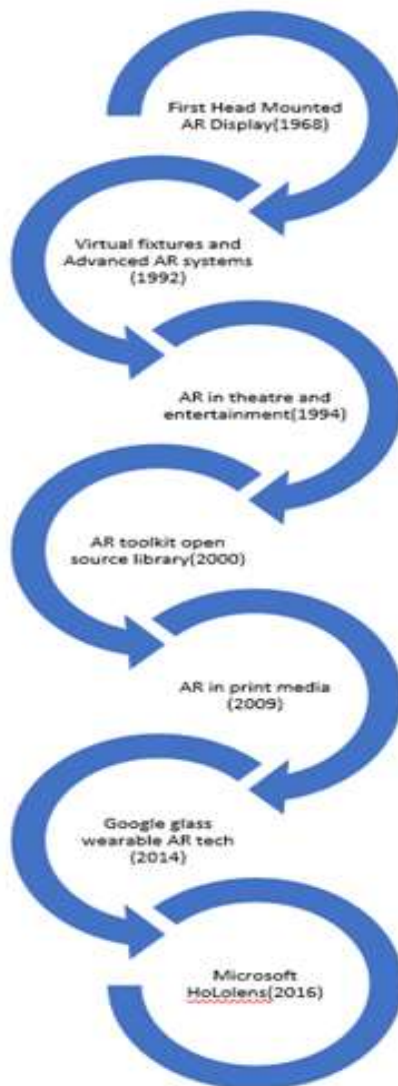 First Head Mounted
AR Display(1968)
Virtual fixtures and
Advanced AR systems
(1992)
AR in theatre and
entertainment(1994)
AR toolkit open
source library(2000)
AR in print media
(2009)
Google glass
wearable AR tech
(2014)
Microsoft
HoLolens(2016)